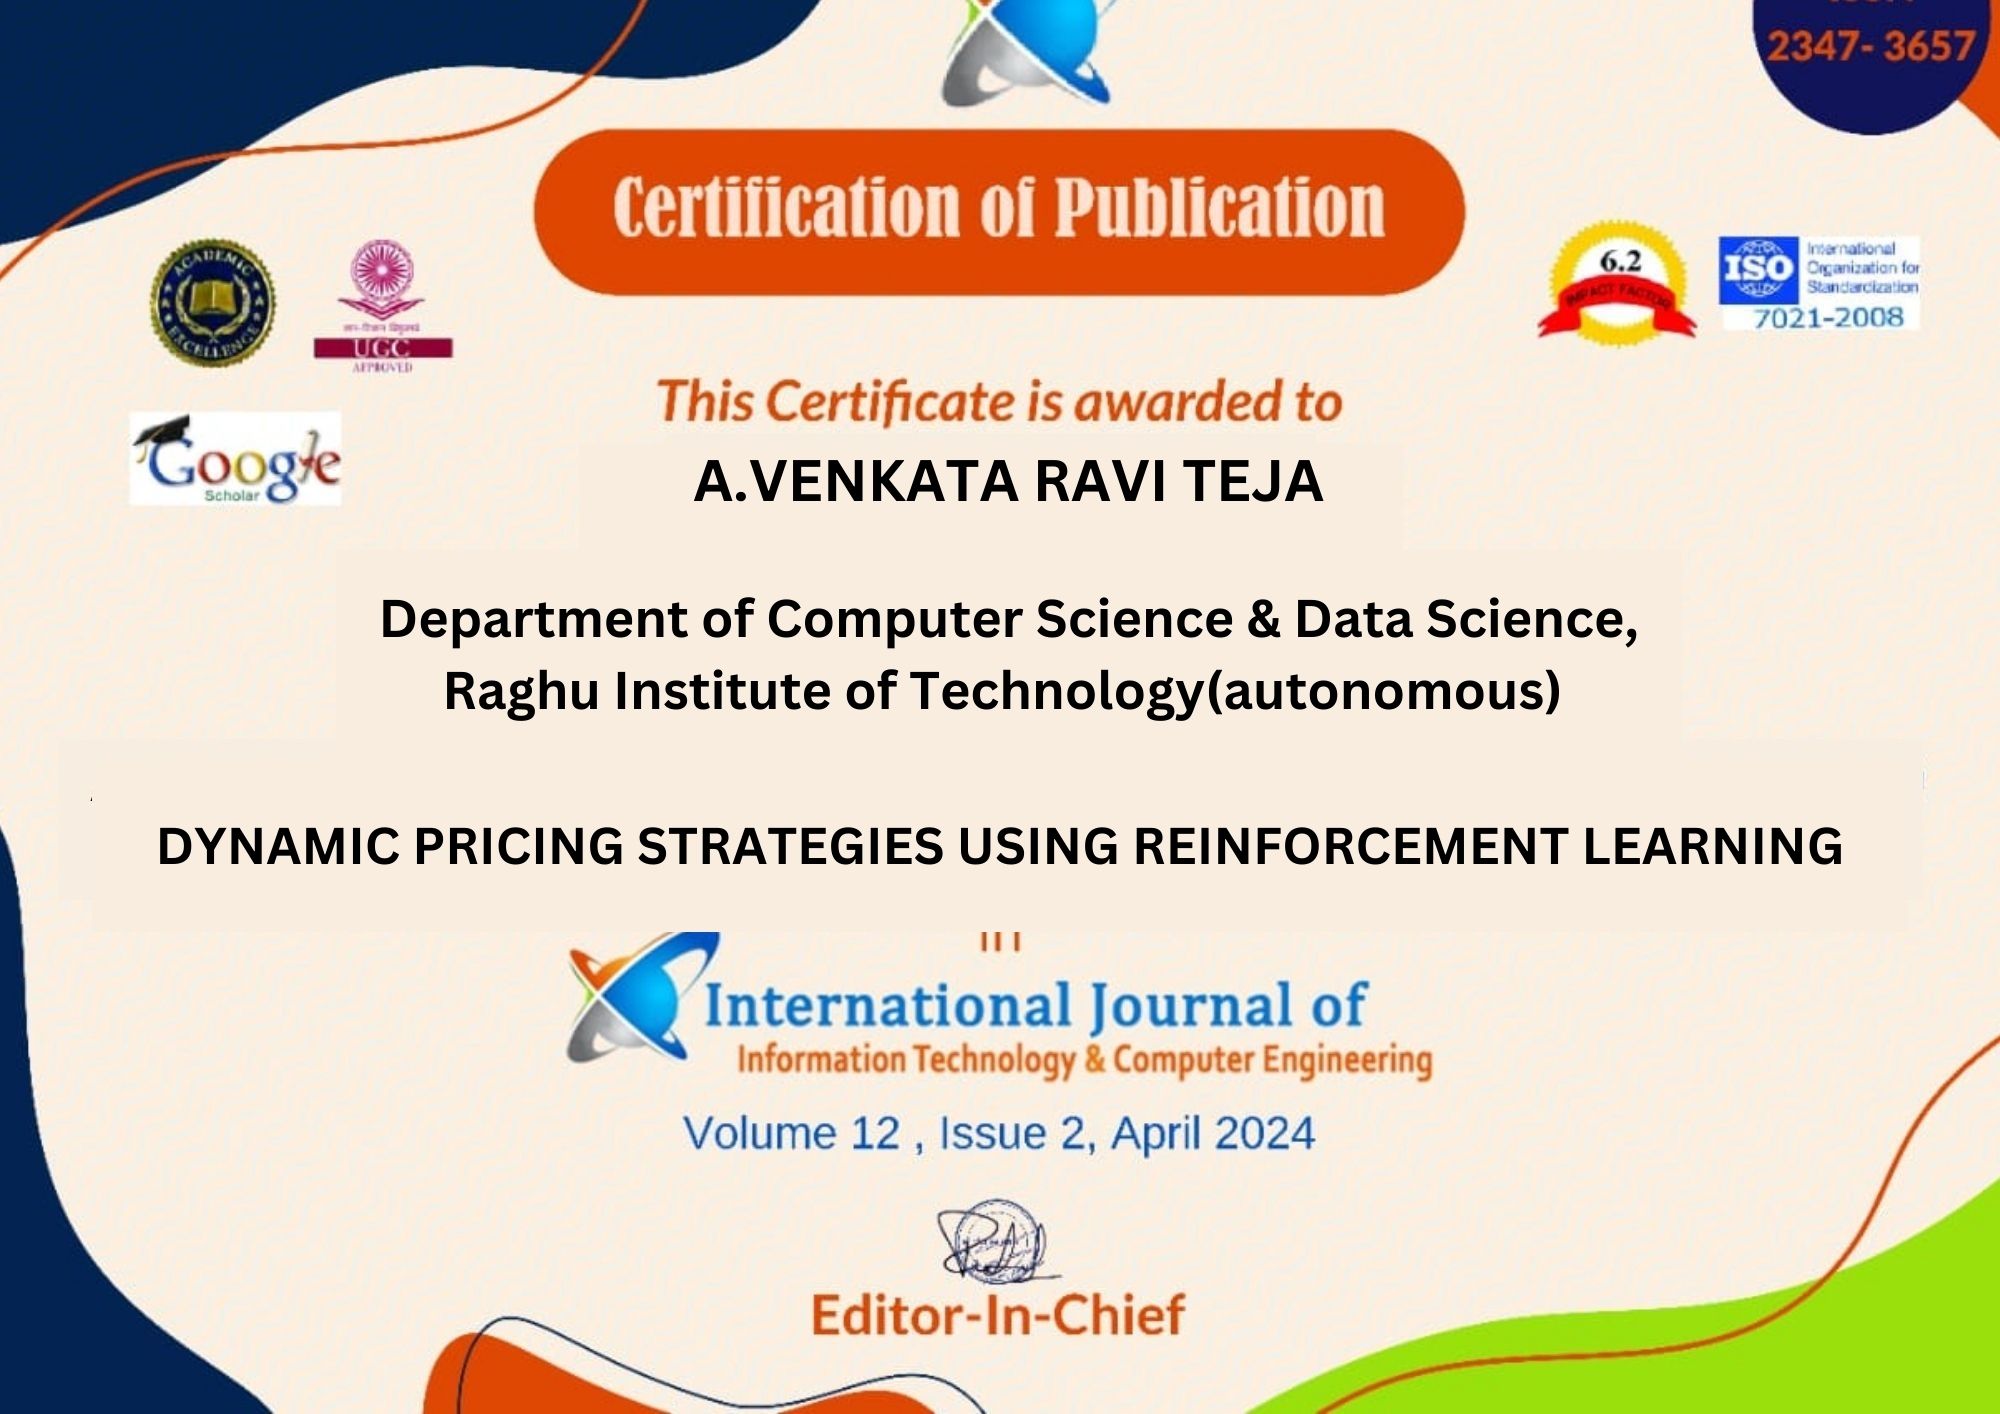 2347- 3657
Certification of Publication
ACADEMIC
EXCELLENCE
UGC
APPROVED
6.2
IMPACT FACTOR
ISO
International
Organization for
Standardization
7021-2008
Google
Scholar
This Certificate is awarded to
A.VENKATA RAVI TEJA
Department of Computer Science & Data Science,
Raghu Institute of Technology(autonomous)
DYNAMIC PRICING STRATEGIES USING REINFORCEMENT LEARNING
in
International Journal of
Information Technology & Computer Engineering
Volume 12 , Issue 2, April 2024
Editor-In-Chief